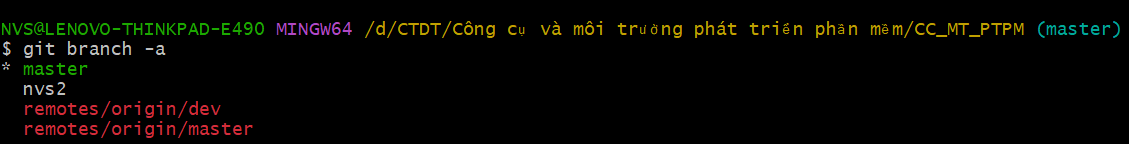 NVS@LENOVO-THINKPAD-E490 MINGW64 /d/CTDT/Công cụ và môi trường phát triển phần mềm/CC_MT_PTPM (master)
$ git branch -a
* master
  nvs2
  remotes/origin/dev
  remotes/origin/master